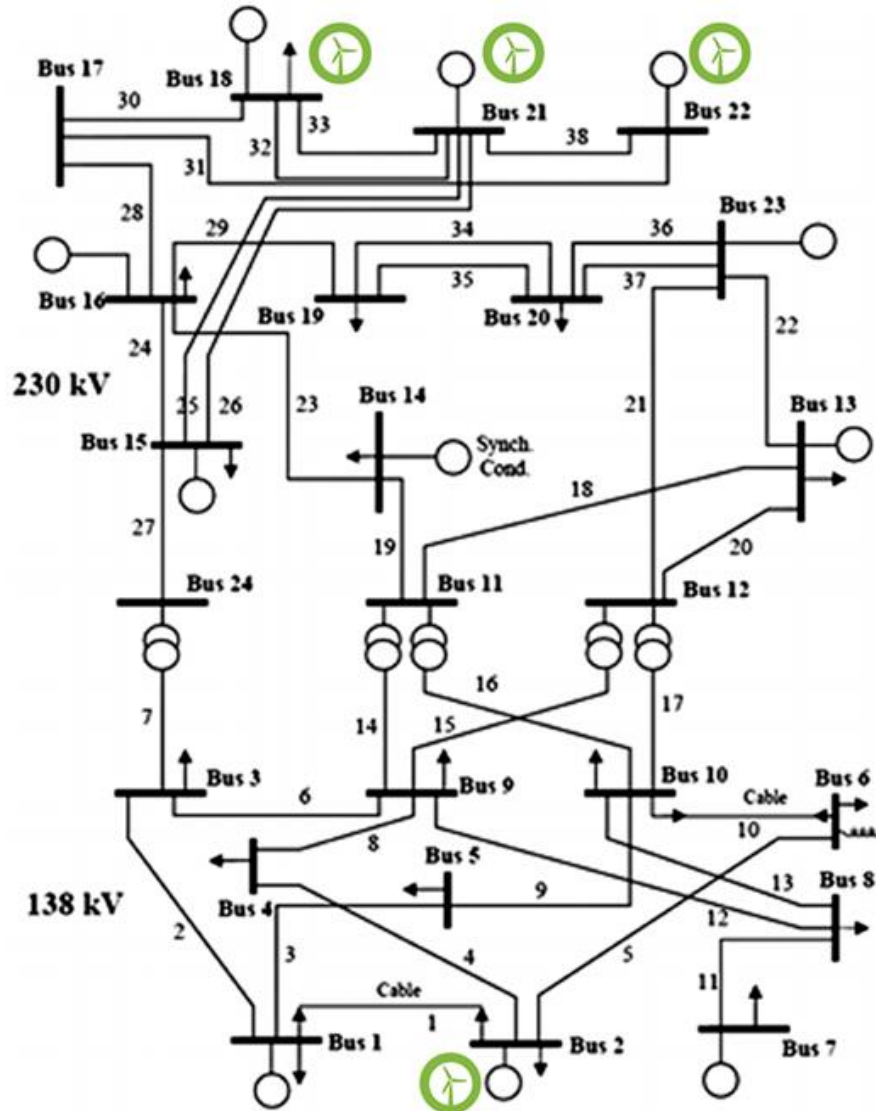 Bus 17
Bus 18
Bus 21
Bus 22
30
33
32
38
31
28
Bus 23
29
34
36
35
37
Bus 16
Bus 19
Bus 20
22
24
230 kV
25
26
23
21
Bus 14
Bus 13
Bus 15
Synch.
Cond.
18
27
19
20
Bus 24
Bus 11
Bus 12
16
7
14
15
17
Bus 3
Bus 9
Bus 10
Bus 6
6
Cable
10
8
Bus 5
13
Bus 8
138 kV
Bus 4
9
12
2
3
4
5
11
Cable
1
Bus 1
Bus 2
Bus 7